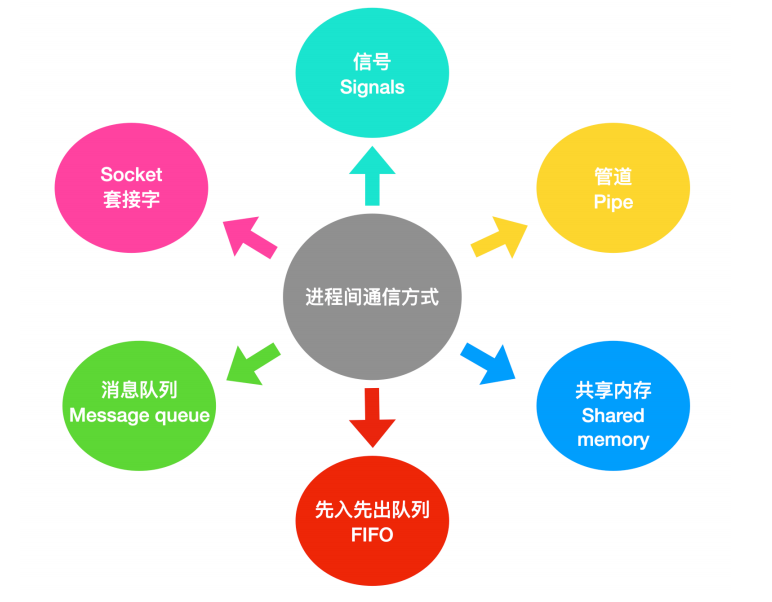 信号
Signals
Socket
套接字
管道
Pipe
进程间通信方式
消息队列
Message queue
共享内存
Shared
memory
先入先出队列
FIFO